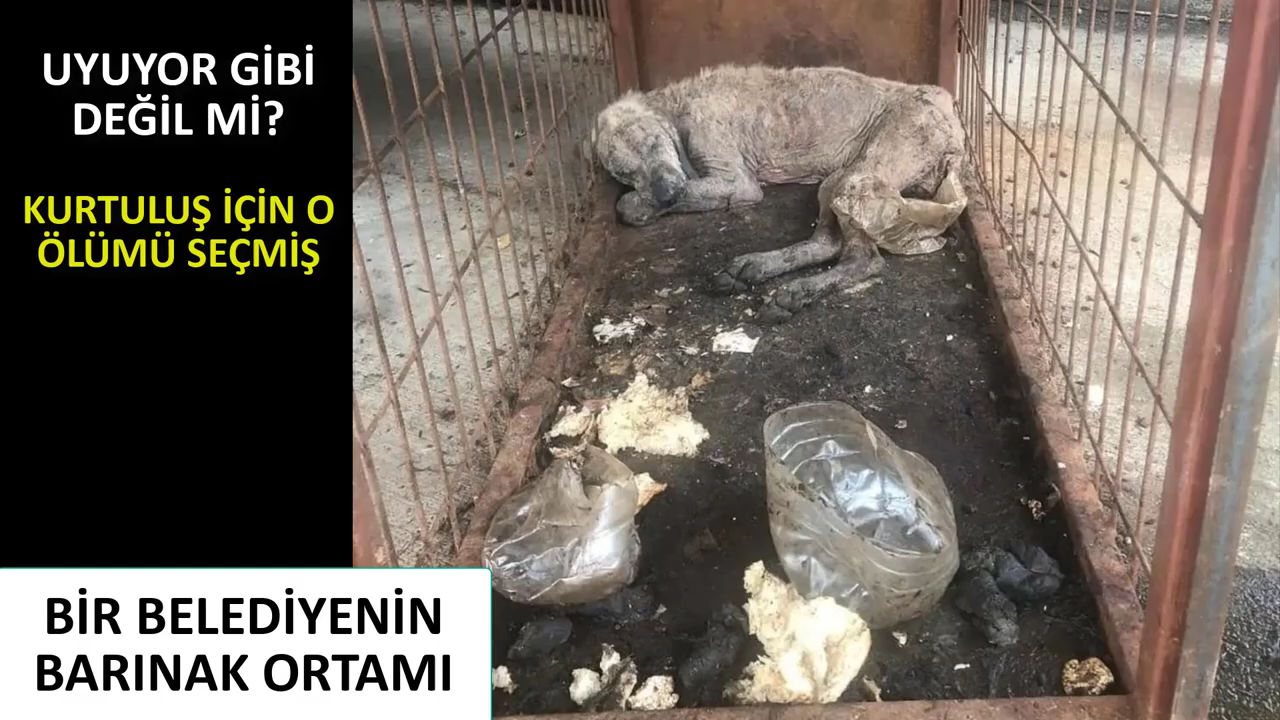 UYUYOR GİBİ
DEĞİL Mİ?
KURTULUŞ İÇİN O
ÖLÜMÜ SEÇMİŞ
BİR BELEDİYENİN
BARINAK ORTAMI